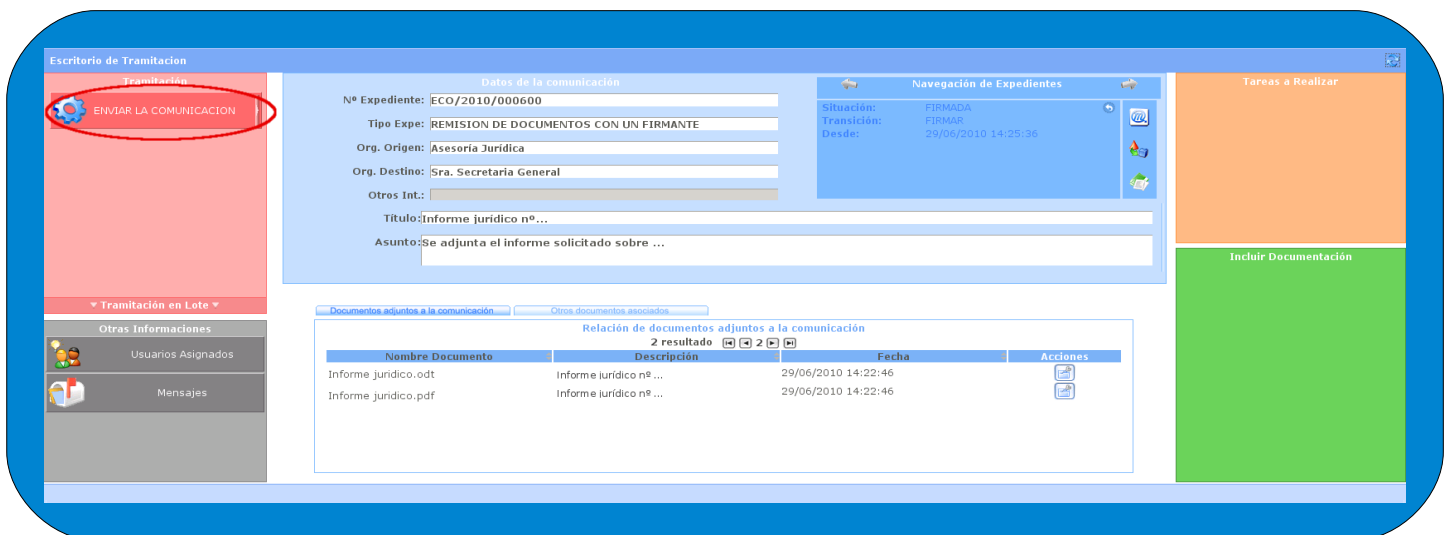 Escritorio de Tramitacion
Tramitación
ENVIAR LA COMUNICACION
▼ Tramitación en Lote ▼
Otras Informaciones
Usuarios Asignados
Mensajes
Datos de la comunicación
Nº Expediente: ECO/2010/000600
Tipo Expe: REMISION DE DOCUMENTOS CON UN FIRMANTE
Org. Origen: Asesoría Jurídica
Org. Destino: Sra. Secretaria General
Otros Int.:
Título: Informe jurídico nº...
Asunto: Se adjunta el informe solicitado sobre ...
Navegación de Expedientes
Situación: FIRMADA
Transición: FIRMAR
Desde: 29/06/2010 14:25:36
Documentos adjuntos a la comunicación Otros documentos asociados
Relación de documentos adjuntos a la comunicación
2 resultado 2
Nombre Documento Descripción Fecha Acciones
Informe juridico.odt Informe jurídico nº ... 29/06/2010 14:22:46
Informe juridico.pdf Informe jurídico nº ... 29/06/2010 14:22:46
Tareas a Realizar
Incluir Documentación